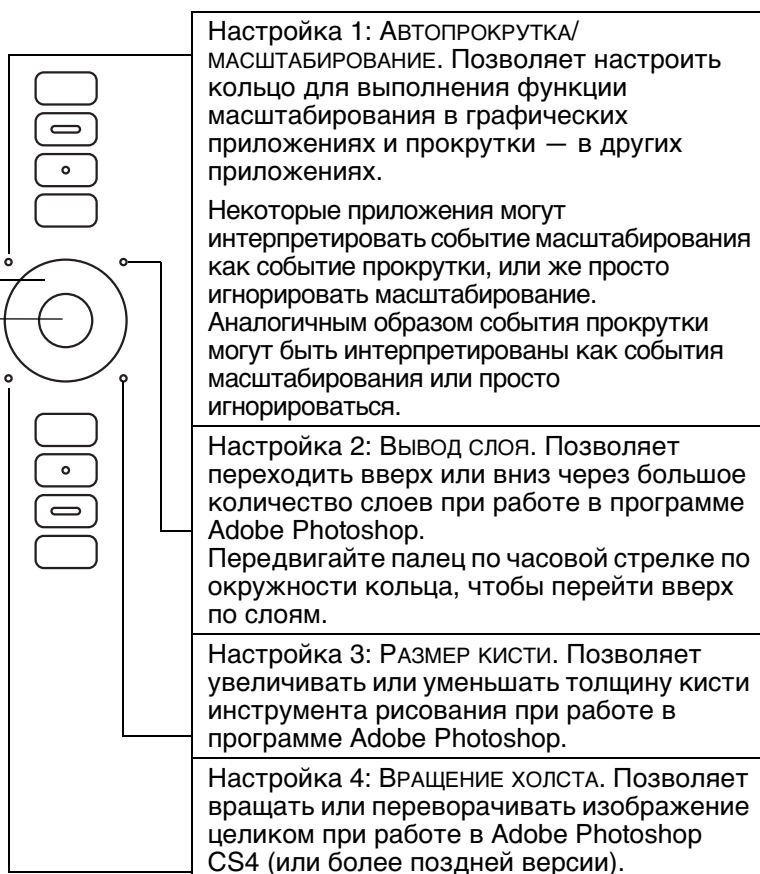 Настройка 1: АВТОПРОКРУТКА/
МАСШТАБИРОВАНИЕ. Позволяет настроить
кольцо для выполнения функции
масштабирования в графических
приложениях и прокрутки — в других
приложениях.
Некоторые приложения могут
интерпретировать событие масштабирования
как событие прокрутки, или же просто
игнорировать масштабирование.
Аналогичным образом события прокрутки
могут быть интерпретированы как события
масштабирования или просто
игнорироваться.
Настройка 2: ВЫВОД СЛОЯ. Позволяет
переходить вверх или вниз через большое
количество слоев при работе в программе
Adobe Photoshop.
Передвигайте палец по часовой стрелке по
окружности кольца, чтобы перейти вверх
по слоям.
Настройка 3: РАЗМЕР КИСТИ. Позволяет
увеличивать или уменьшать толщину кисти
инструмента рисования при работе в
программе Adobe Photoshop.
Настройка 4: ВРАЩЕНИЕ ХОЛСТА. Позволяет
вращать или переворачивать изображение
целиком при работе в Adobe Photoshop
CS4 (или более поздней версии).